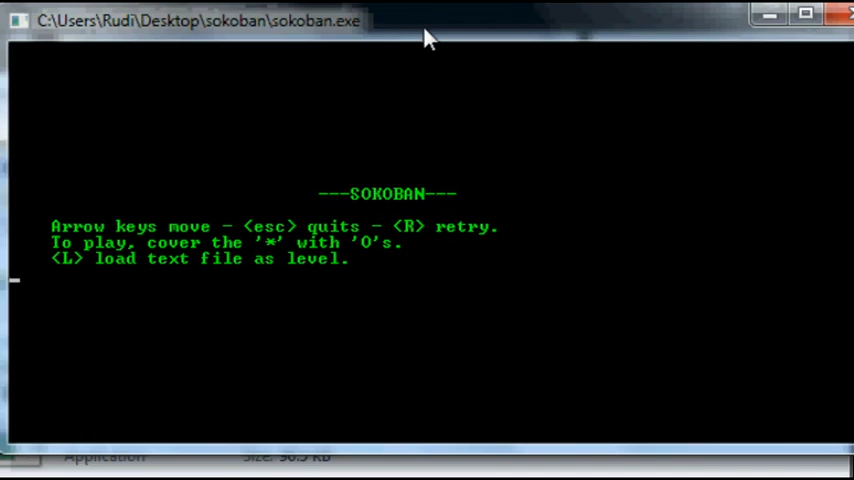 C:\Users\Rudi\Desktop\sokoban\sokoban.exe
---SOKOBAN---
Arrow keys move - <esc> quits - <R> retry.
To play, cover the '*' with 'O's.
<L> load text file as level.
Application